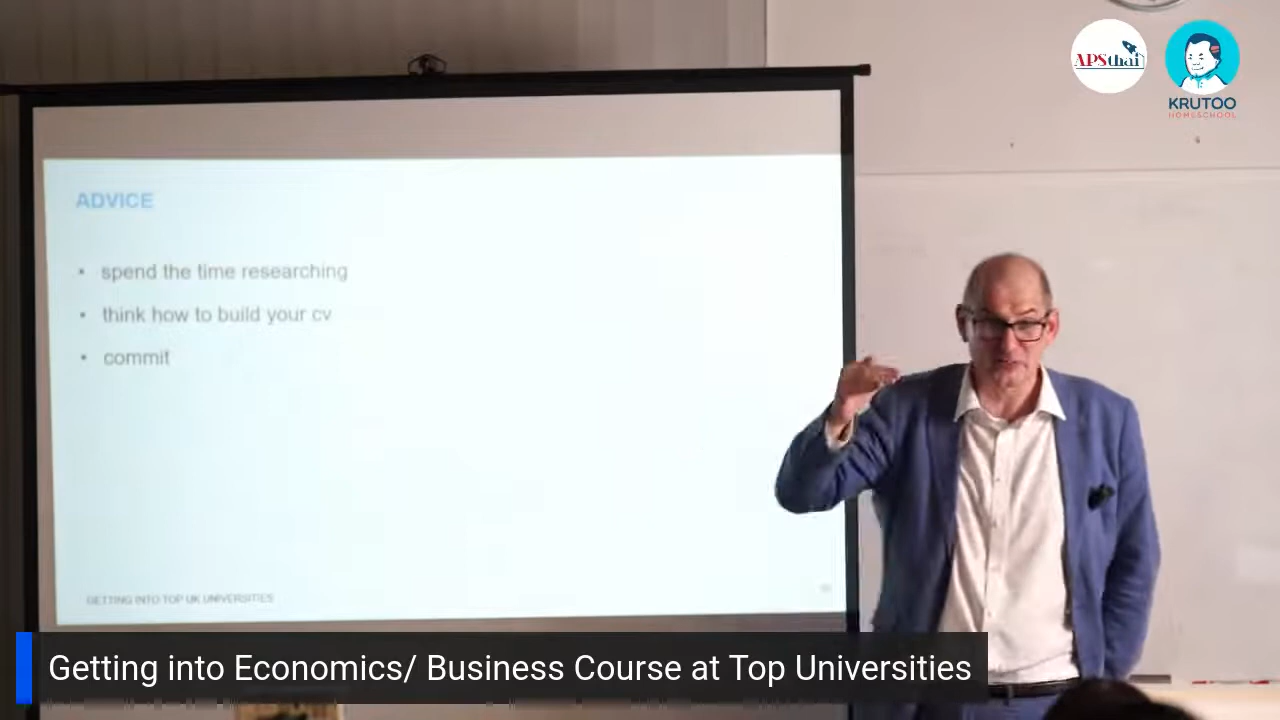 APSthai
KRUTOO
HOMESCHOOL
ADVICE
• spend the time researching
• think how to build your cv
• commit
GETTING INTO TOP UK UNIVERSITIES
Getting into Economics/ Business Course at Top Universities